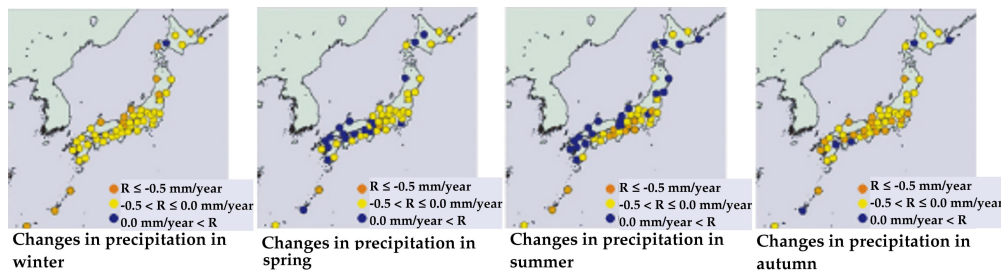 R ≤ -0.5 mm/year
-0.5 < R ≤ 0.0 mm/year
0.0 mm/year < R
Changes in precipitation in
winter
R ≤ -0.5 mm/year
-0.5 < R ≤ 0.0 mm/year
0.0 mm/year < R
Changes in precipitation in
spring
R ≤ -0.5 mm/year
-0.5 < R ≤ 0.0 mm/year
0.0 mm/year < R
Changes in precipitation in
summer
R ≤ -0.5 mm/year
-0.5 < R ≤ 0.0 mm/year
0.0 mm/year < R
Changes in precipitation in
autumn